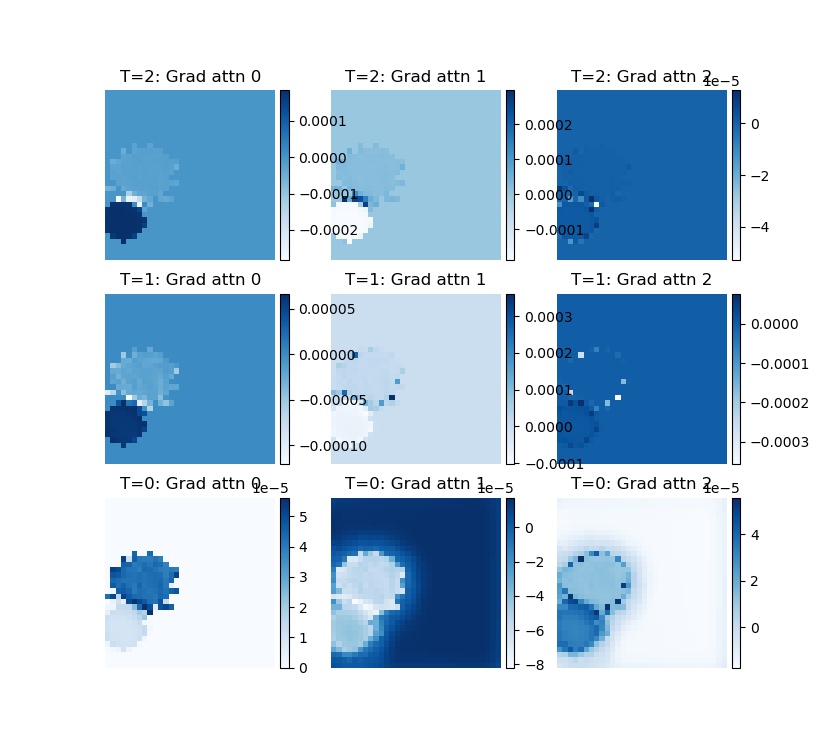 T=2: Grad attn 0
T=2: Grad attn 1
T=2: Grad attn 2
1e−5
0.0001
0.0000
−0.0001
−0.0002
0.0002
0.0001
0.0000
−0.0001
0
−2
−4
T=1: Grad attn 0
T=1: Grad attn 1
T=1: Grad attn 2
0.00005
0.00000
−0.00005
−0.00010
0.0003
0.0002
0.0001
0.0000
−0.0001
0.0000
−0.0001
−0.0002
−0.0003
T=0: Grad attn 0
1e−5
T=0: Grad attn 1
1e−5
T=0: Grad attn 2
1e−5
5
4
3
2
1
0
0
−2
−4
−6
−8
4
2
0